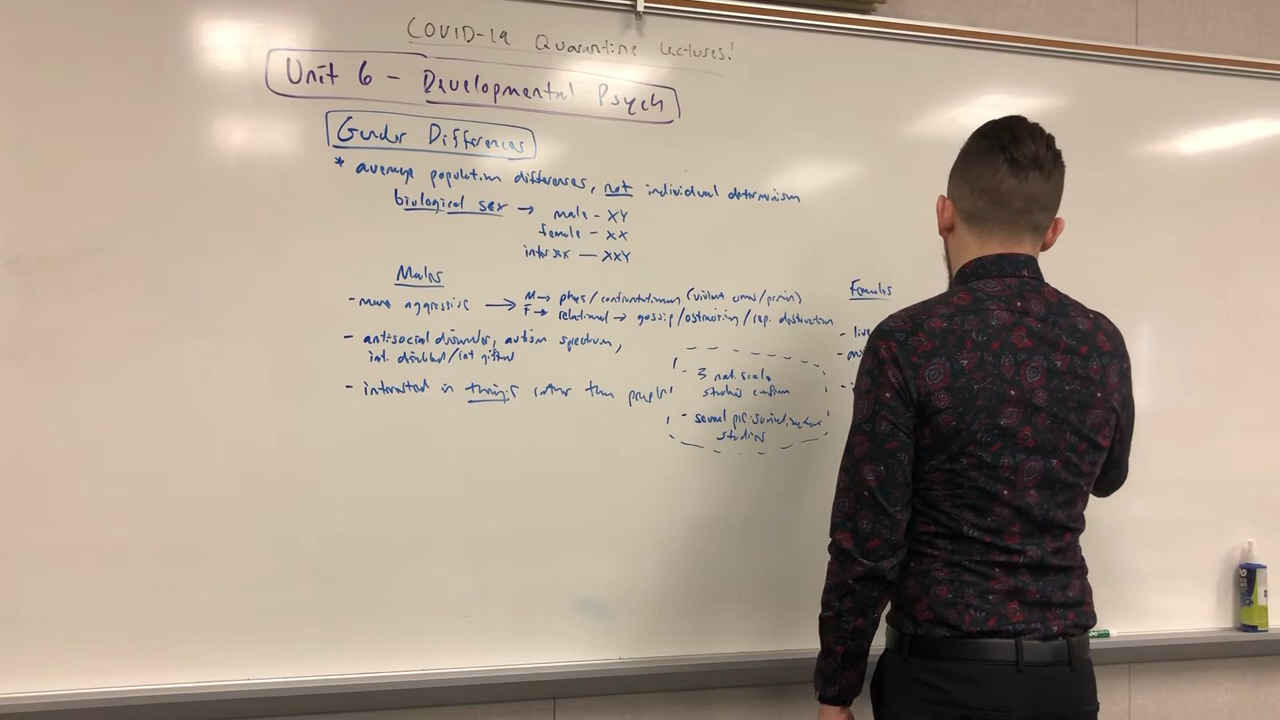 COVID-19 Quarantine Lectures!
Unit 6 - Developmental Psych
Gender Differences
* average population differences, not individual determinism
biological sex → male - XY
female - XX
intersex — XXY
Males
- more aggressive → M → phys/confrontational (violent crime/prison)
F → relational → gossip/ostracizing/rep. destruction
- antisocial disorder, autism spectrum,
int. disabled/int gifted
- interested in things rather than people
- 3 nat. scale
studies confirm
- several
studies
Females
- live
-
-